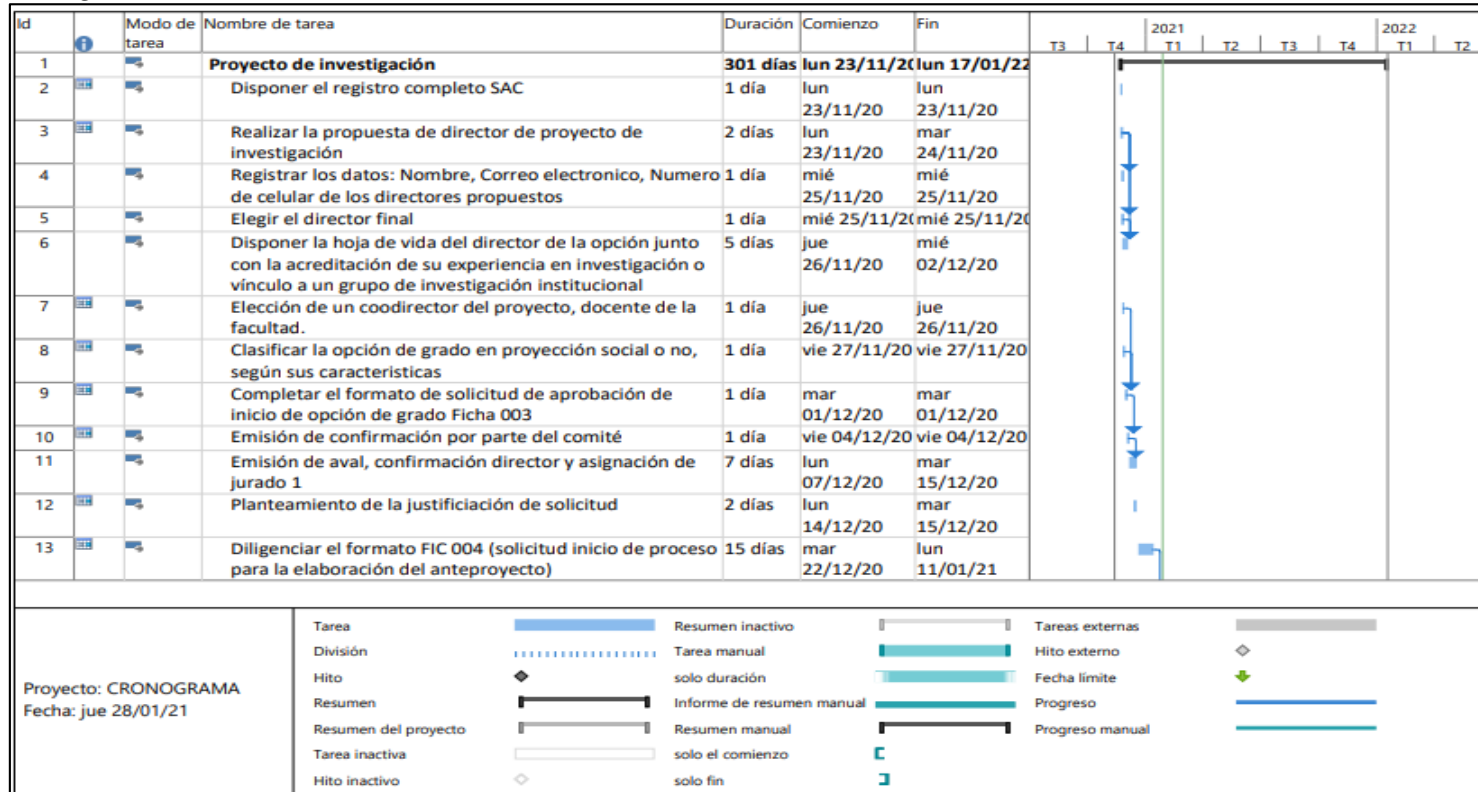 Id Modo de Nombre de tarea Duración Comienzo Fin 2021 2022
tarea T3 T4 T1 T2 T3 T4 T1 T2
1 Proyecto de investigación 301 días lun 23/11/20 lun 17/01/22
2 Disponer el registro completo SAC 1 día lun lun
23/11/20 23/11/20
3 Realizar la propuesta de director de proyecto de 2 días lun mar
investigación 23/11/20 24/11/20
4 Registrar los datos: Nombre, Correo electronico, Numero 1 día mié mié
de celular de los directores propuestos 25/11/20 25/11/20
5 Elegir el director final 1 día mié 25/11/20 mié 25/11/20
6 Disponer la hoja de vida del director de la opción junto 5 días jue mié
con la acreditación de su experiencia en investigación o 26/11/20 02/12/20
vínculo a un grupo de investigación institucional
7 Elección de un coodirector del proyecto, docente de la 1 día jue jue
facultad. 26/11/20 26/11/20
8 Clasificar la opción de grado en proyección social o no, 1 día vie 27/11/20 vie 27/11/20
según sus caracteristicas
9 Completar el formato de solicitud de aprobación de 1 día mar mar
inicio de opción de grado Ficha 003 01/12/20 01/12/20
10 Emisión de confirmación por parte del comité 1 día vie 04/12/20 vie 04/12/20
11 Emisión de aval, confirmación director y asignación de 7 días lun mar
jurado 1 07/12/20 15/12/20
12 Planteamiento de la justificiación de solicitud 2 días lun mar
14/12/20 15/12/20
13 Diligenciar el formato FIC 004 (solicitud inicio de proceso 15 días mar lun
para la elaboración del anteproyecto) 22/12/20 11/01/21
Proyecto: CRONOGRAMA
Fecha: jue 28/01/21
Tarea Resumen inactivo Tareas externas
División Tarea manual Hito externo
Hito solo duración Fecha límite
Resumen Informe de resumen manual Progreso
Resumen del proyecto Resumen manual Progreso manual
Tarea inactiva solo el comienzo
Hito inactivo solo fin